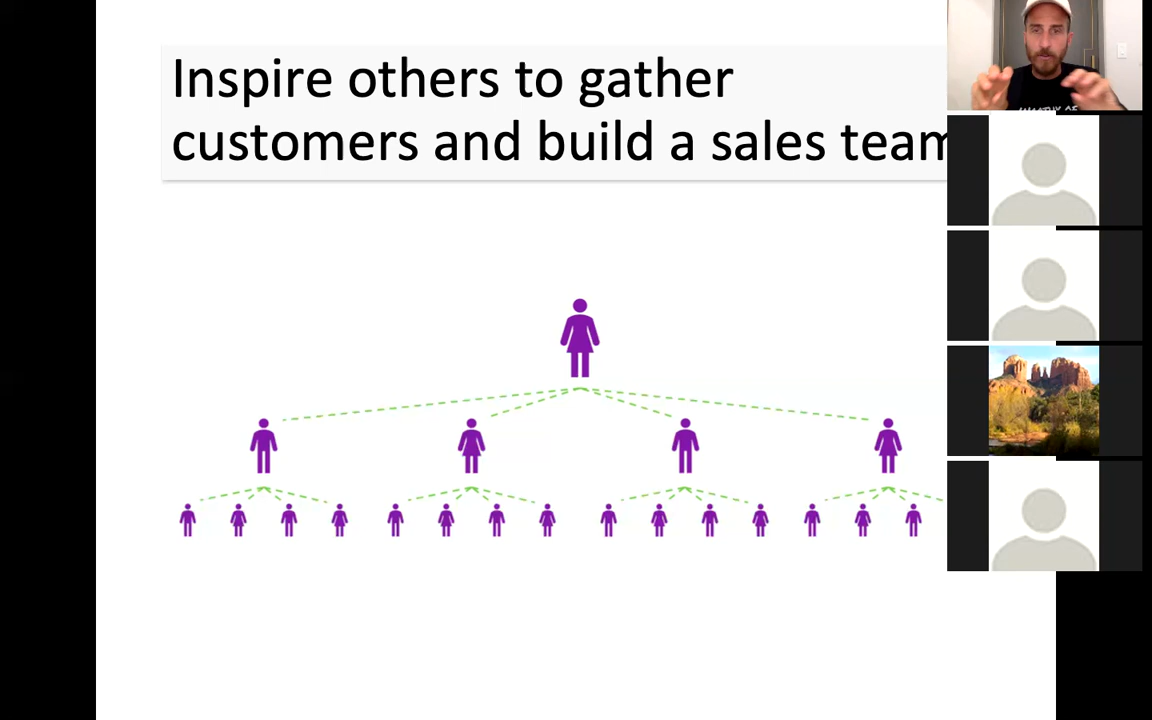 Inspire others to gather
customers and build a sales team